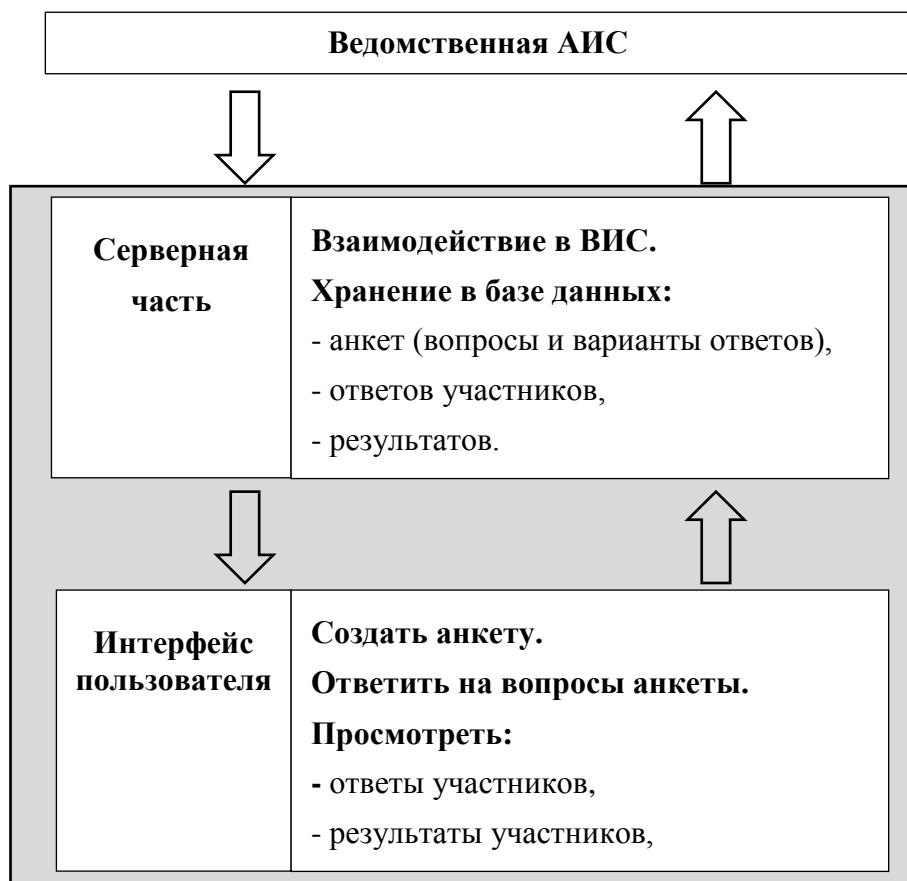 Ведомственная АИС
Серверная
часть
Взаимодействие в ВИС.
Хранение в базе данных:
- анкет (вопросы и варианты ответов),
- ответов участников,
- результатов.
Интерфейс
пользователя
Создать анкету.
Ответить на вопросы анкеты.
Просмотреть:
- ответы участников,
- результаты участников,